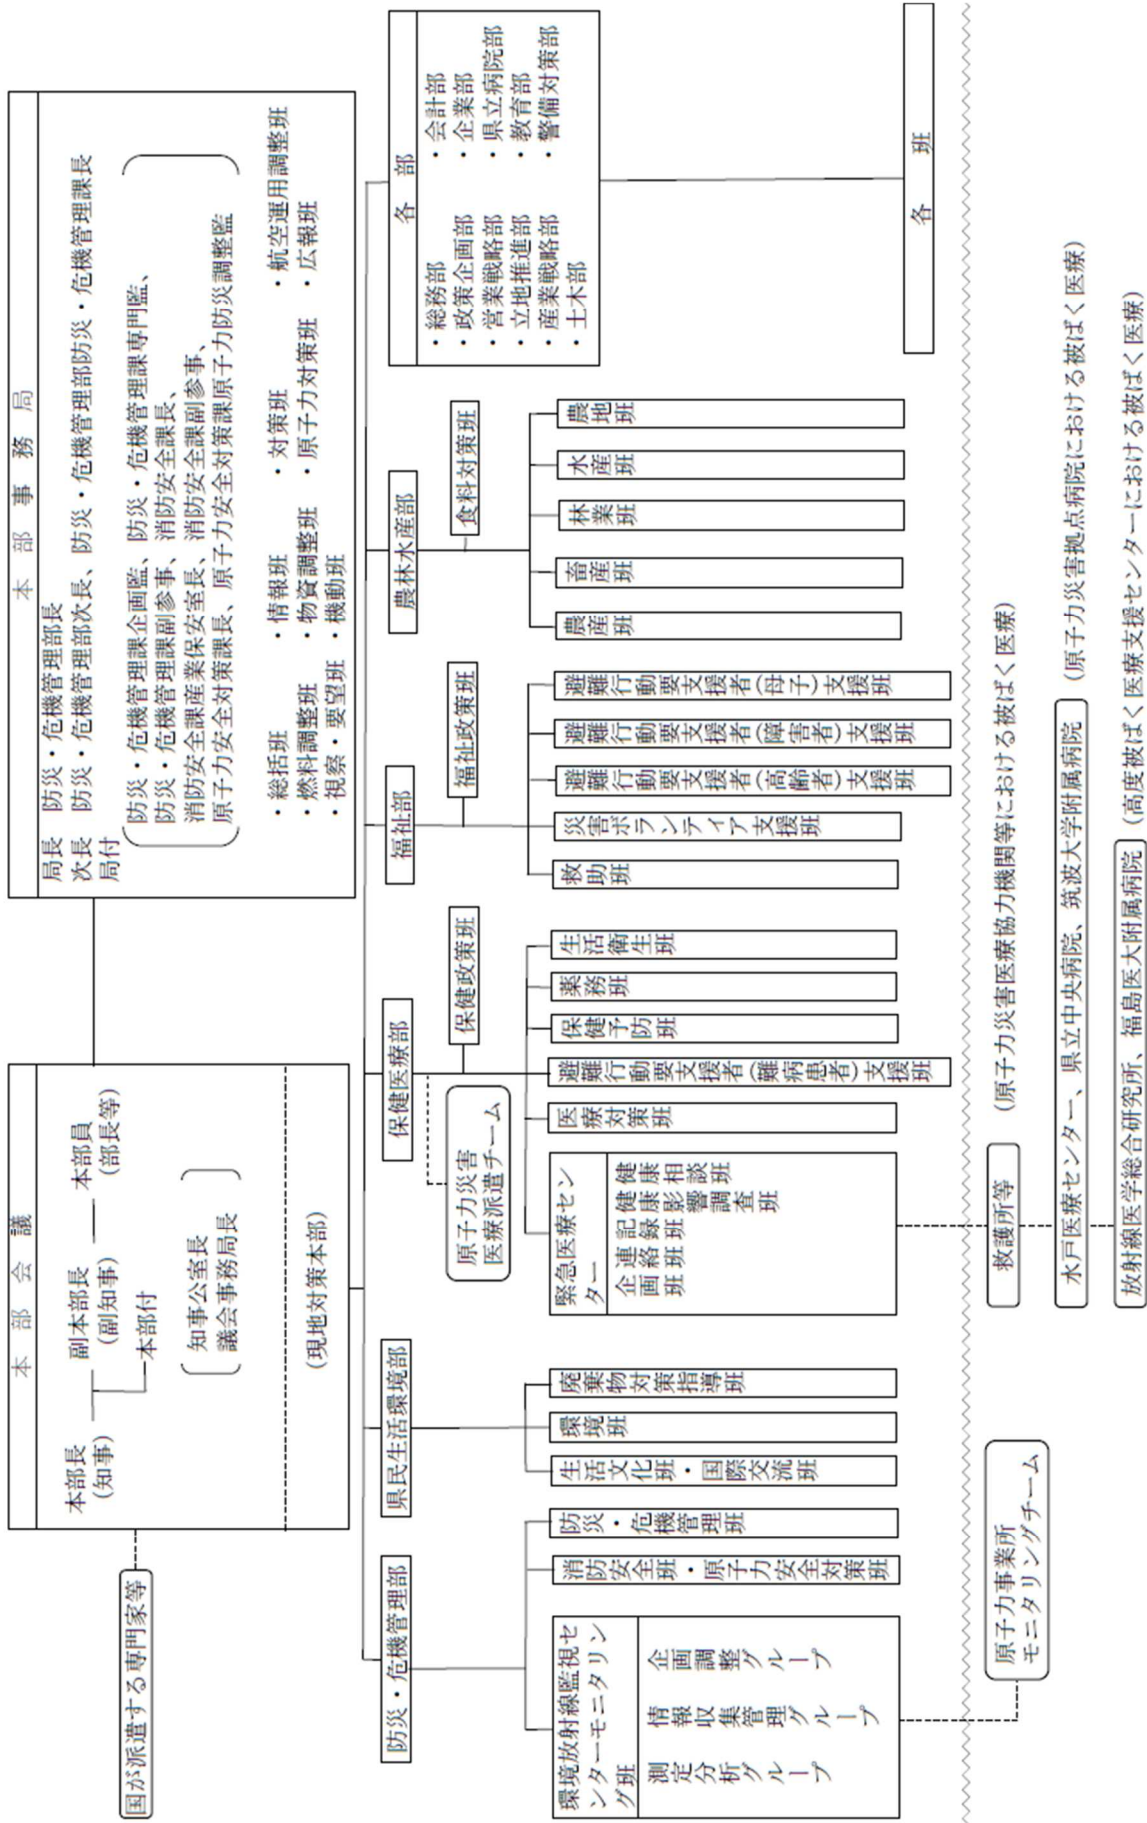 本部会議
本部長
(知事)
副本部長
(副知事)
本部員
(部長等)
本部付
知事公室長
議会事務局長
(現地対策本部)
国が派遣する専門家等
本部事務局
局長 防災・危機管理部長
次長 防災・危機管理部次長、防災・危機管理部防災・危機管理課長
局付
防災・危機管理課企画監、防災・危機管理課専門監、
防災・危機管理課副参事、消防安全課長、
消防安全課産業保安室長、消防安全課副参事、
原子力安全対策課長、原子力安全対策課原子力防災調整監
・総括班 ・情報班 ・対策班 ・航空運用調整班
・燃料調整班 ・物資調整班 ・原子力対策班 ・広報班
・視察・要望班 ・機動班
防災・危機管理部
環境放射線監視セ
ンターモニタリン
グ班
測定分析グループ
情報収集管理グループ
企画調整グループ
消防安全班・原子力安全対策班
防災・危機管理班
県民生活環境部
生活文化班・国際交流班
環境班
廃棄物対策指導班
保健医療部
原子力災害
医療派遣チーム
保健政策班
緊急医療セン
ター
企画班
連絡班
記録班
健康影響調査班
健康相談班
医療対策班
避難行動要支援者(難病患者)支援班
保健予防班
薬務班
生活衛生班
福祉部
福祉政策班
救助班
災害ボランティア支援班
避難行動要支援者(高齢者)支援班
避難行動要支援者(障害者)支援班
避難行動要支援者(母子)支援班
農林水産部
食料対策班
農産班
畜産班
林業班
水産班
農地班
各部
・総務部 ・会計部
・政策企画部 ・企業部
・営業戦略部 ・県立病院部
・立地推進部 ・教育部
・産業戦略部 ・警備対策部
・土木部
各班
原子力事業所
モニタリングチーム
救護所等 (原子力災害医療協力機関等における被ばく医療)
水戸医療センター、県立中央病院、筑波大学附属病院 (原子力災害拠点病院における被ばく医療)
放射線医学総合研究所、福島医大附属病院 (高度被ばく医療支援センターにおける被ばく医療)